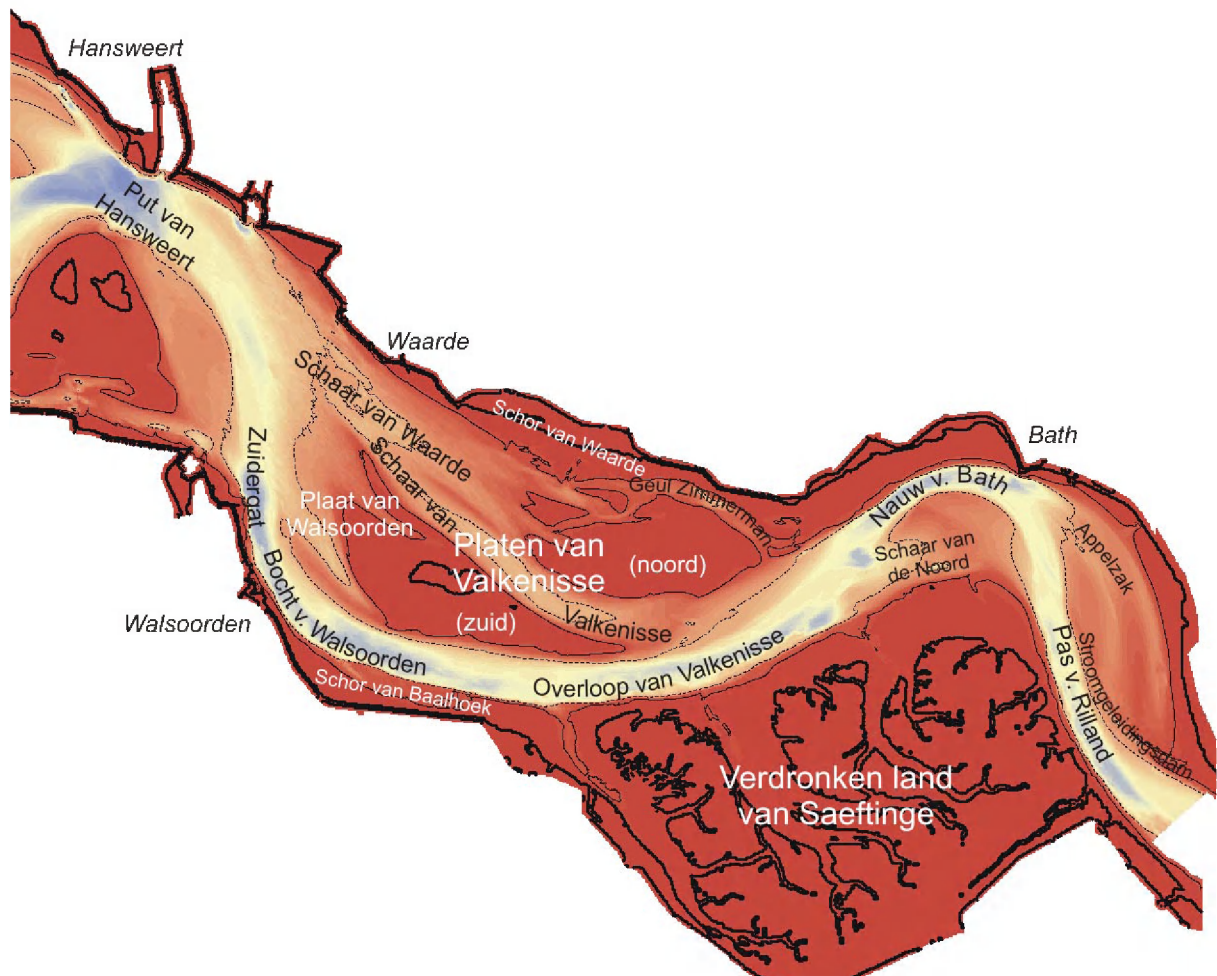 Hansweert
Put van
Hansweert
Waarde
Schaar van Waarde
Schor van Waarde
Bath
Zuidergat
Schaar van
Valkenisse
Geul Zimmerman
Nauw v. Bath
Plaat van
Walsoorden
Platen van
Valkenisse
(noord)
(zuid)
Schaar van
de Noord
Appelzak
Walsoorden
Bocht v. Walsoorden
Schor van Baalhoek
Overloop van Valkenisse
Pas v. Rilland
Stroomgeleidingsdam
Verdronken land
van Saeftinge